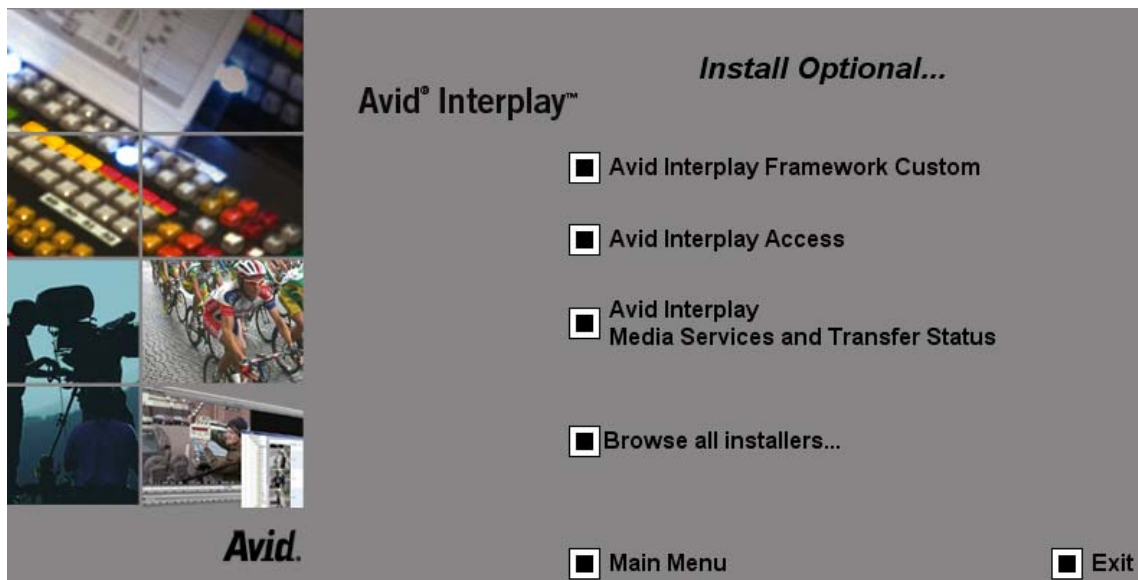 Install Optional...
Avid® Interplay™
Avid Interplay Framework Custom
Avid Interplay Access
Avid Interplay
Media Services and Transfer Status
Browse all installers...
Avid.
Main Menu
Exit